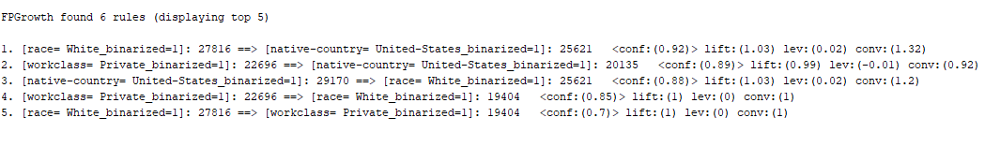 FPGrowth found 6 rules (displaying top 5)
1. [race= White_binarized=1]: 27816 ==> [native-country= United-States_binarized=1]: 25621   <conf:(0.92)> lift:(1.03) lev:(0.02) conv:(1.32)
2. [workclass= Private_binarized=1]: 22696 ==> [native-country= United-States_binarized=1]: 20135   <conf:(0.89)> lift:(0.99) lev:(-0.01) conv:(0.92)
3. [native-country= United-States_binarized=1]: 29170 ==> [race= White_binarized=1]: 25621   <conf:(0.88)> lift:(1.03) lev:(0.02) conv:(1.2)
4. [workclass= Private_binarized=1]: 22696 ==> [race= White_binarized=1]: 19404   <conf:(0.85)> lift:(1) lev:(0) conv:(1)
5. [race= White_binarized=1]: 27816 ==> [workclass= Private_binarized=1]: 19404   <conf:(0.7)> lift:(1) lev:(0) conv:(1)